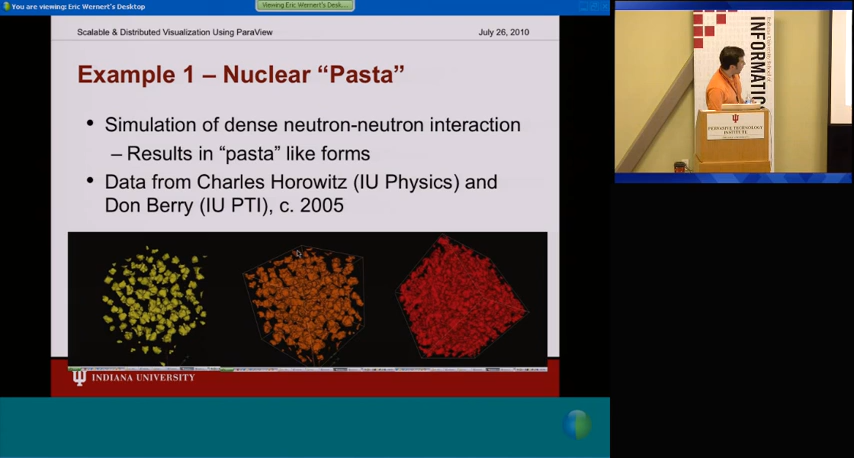 You are viewing: Eric Wernert's Desktop
Viewing Eric Wernert's Desk...
Scalable & Distributed Visualization Using ParaView
July 26, 2010
Example 1 – Nuclear “Pasta”
• Simulation of dense neutron-neutron interaction
– Results in “pasta” like forms
• Data from Charles Horowitz (IU Physics) and
Don Berry (IU PTI), c. 2005
INDIANA UNIVERSITY
INFORMATIC
PERVASIVE TECHNOLOGY
INSTITUTE